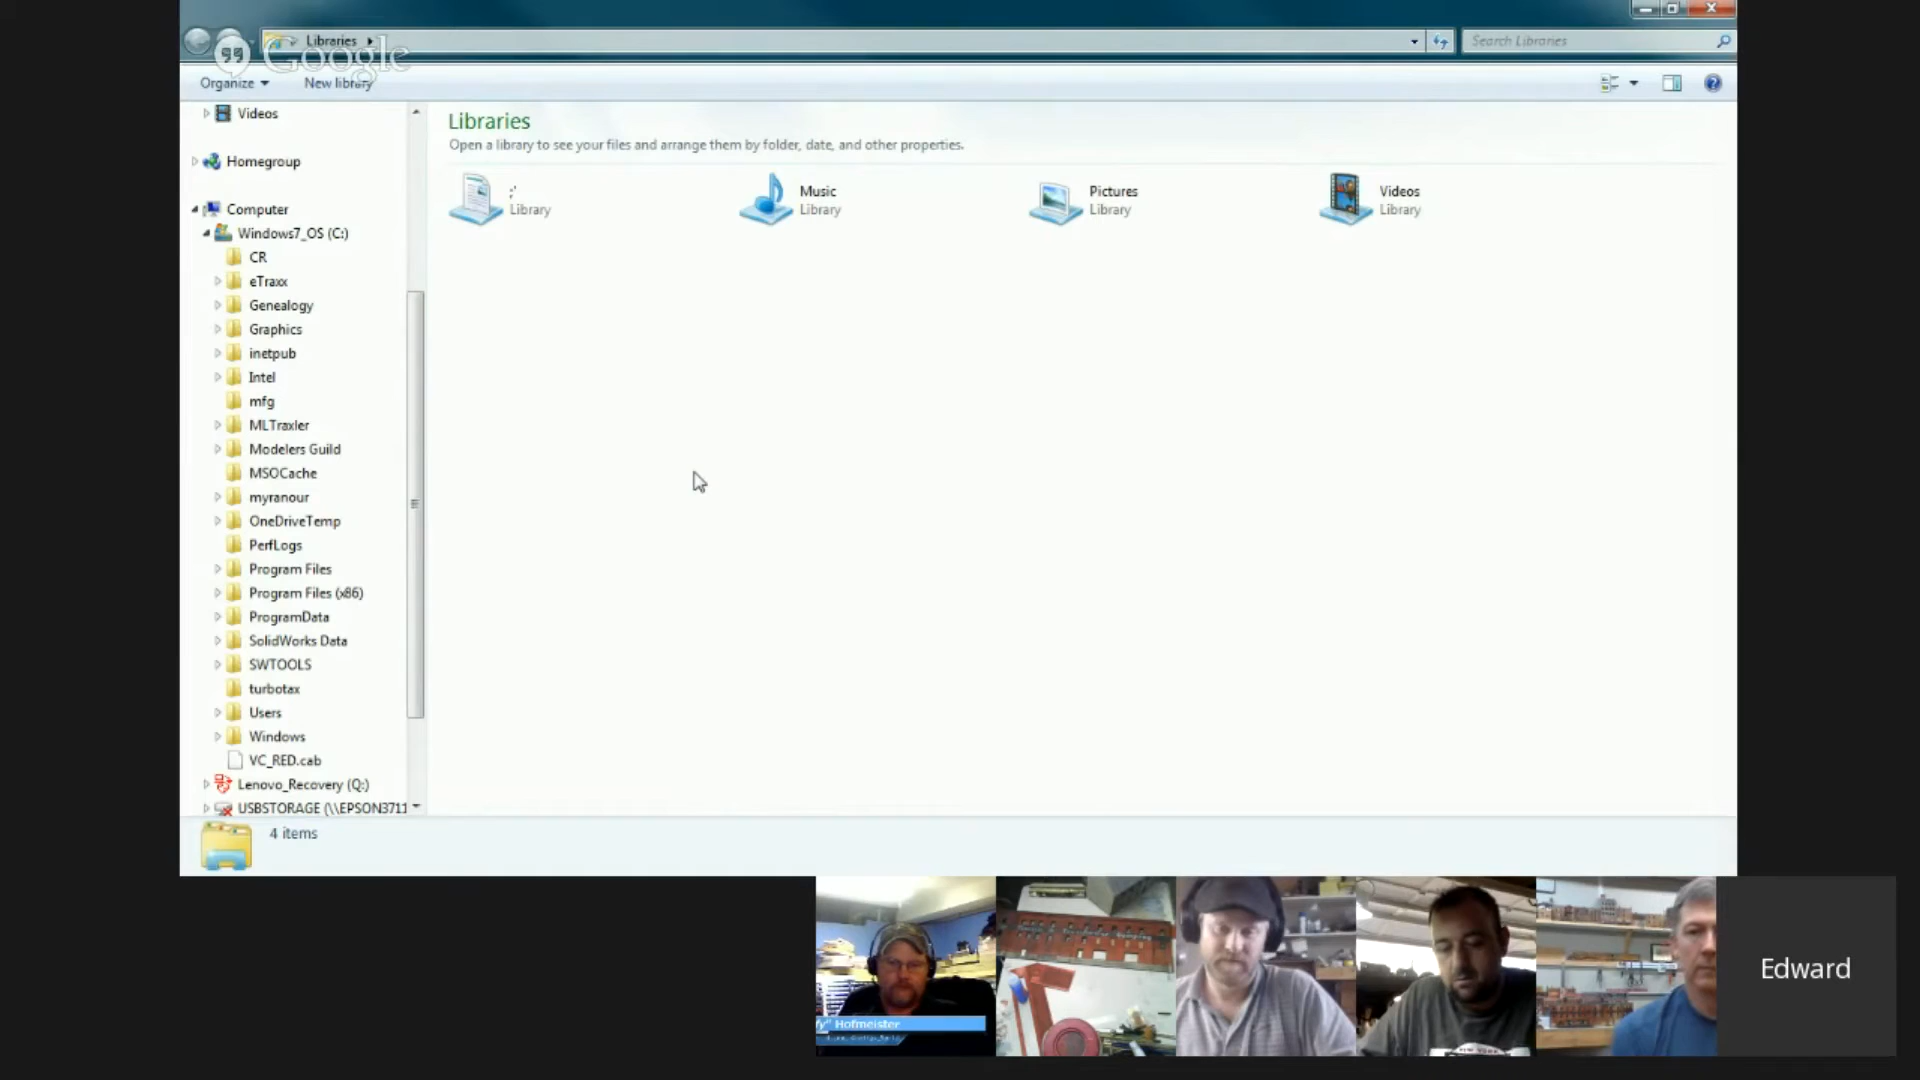 Libraries
Search Libraries
Google
Organize
New library
Videos
Homegroup
Computer
Windows7_OS (C:)
CR
eTraxx
Genealogy
Graphics
inetpub
Intel
mfg
MLTraxler
Modelers Guild
MSOCache
myranour
OneDriveTemp
PerfLogs
Program Files
Program Files (x86)
ProgramData
SolidWorks Data
SWTOOLS
turbotax
Users
Windows
VC_RED.cab
Lenovo_Recovery (Q:)
USBSTORAGE (\\EPSON3711
Libraries
Open a library to see your files and arrange them by folder, date, and other properties.
;'
Library
Music
Library
Pictures
Library
Videos
Library
4 items
fy" Hofmeister
NEW YORK
Edward